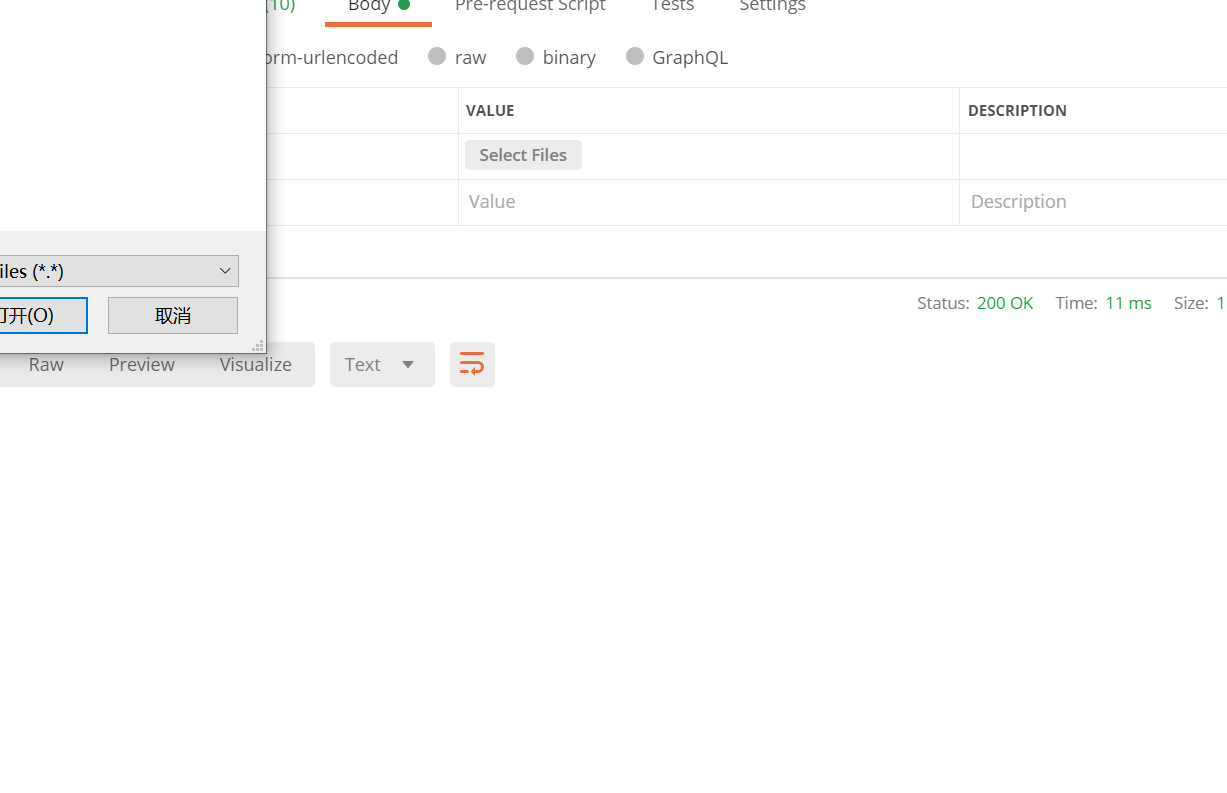 (10) Body Pre-request Script Tests Settings
orm-urlencoded raw binary GraphQL
VALUE DESCRIPTION
Select Files
Value Description
iles (*.*)
打开(O) 取消
Status: 200 OK Time: 11 ms Size: 1
Raw Preview Visualize Text